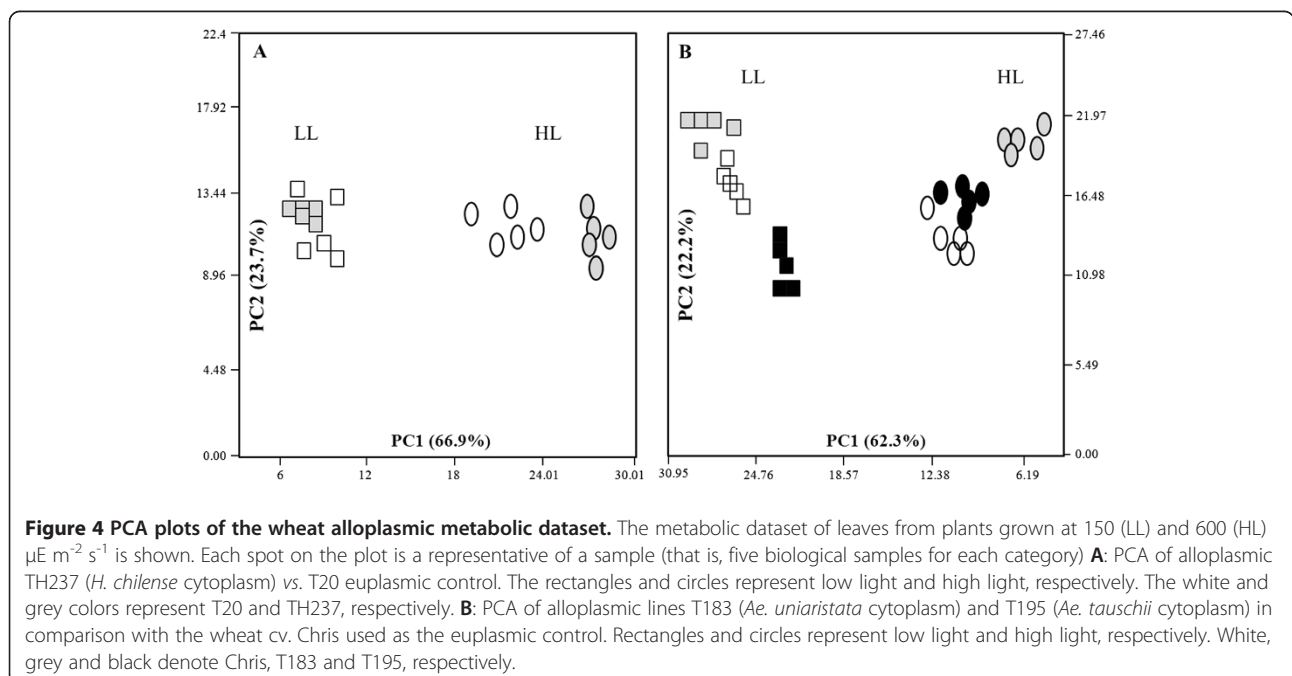 22.4
17.92
13.44
8.96
4.48
0.00
PC2 (23.7%)
A
LL
HL
PC1 (66.9%)
6
12
18
24.01
30.01
B
LL
HL
PC2 (22.2%)
PC1 (62.3%)
30.95
24.76
18.57
12.38
6.19
27.46
21.97
16.48
10.98
5.49
0.00
Figure 4 PCA plots of the wheat alloplasmic metabolic dataset. The metabolic dataset of leaves from plants grown at 150 (LL) and 600 (HL)
µE m-2 s-1 is shown. Each spot on the plot is a representative of a sample (that is, five biological samples for each category) A: PCA of alloplasmic
TH237 (H. chilense cytoplasm) vs. T20 euplasmic control. The rectangles and circles represent low light and high light, respectively. The white and
grey colors represent T20 and TH237, respectively. B: PCA of alloplasmic lines T183 (Ae. uniaristata cytoplasm) and T195 (Ae. tauschii cytoplasm) in
comparison with the wheat cv. Chris used as the euplasmic control. Rectangles and circles represent low light and high light, respectively. White,
grey and black denote Chris, T183 and T195, respectively.